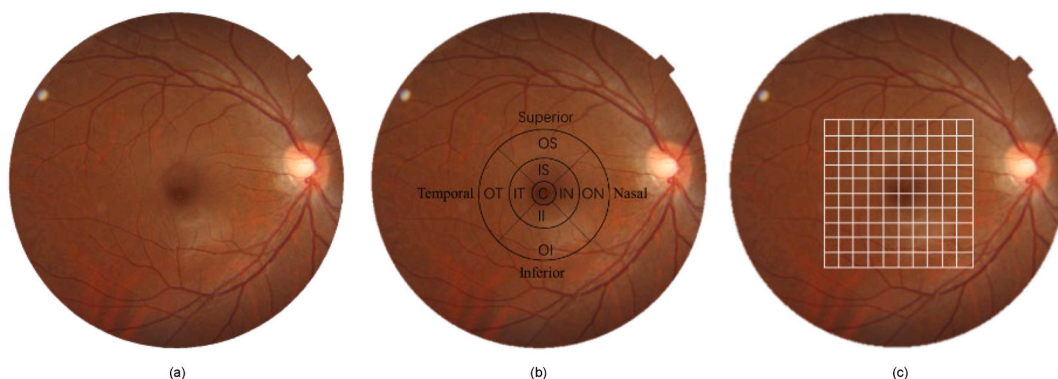 Superior
OS
IS
Temporal OT IT C IN ON Nasal
II
OI
Inferior
(a) (b) (c)